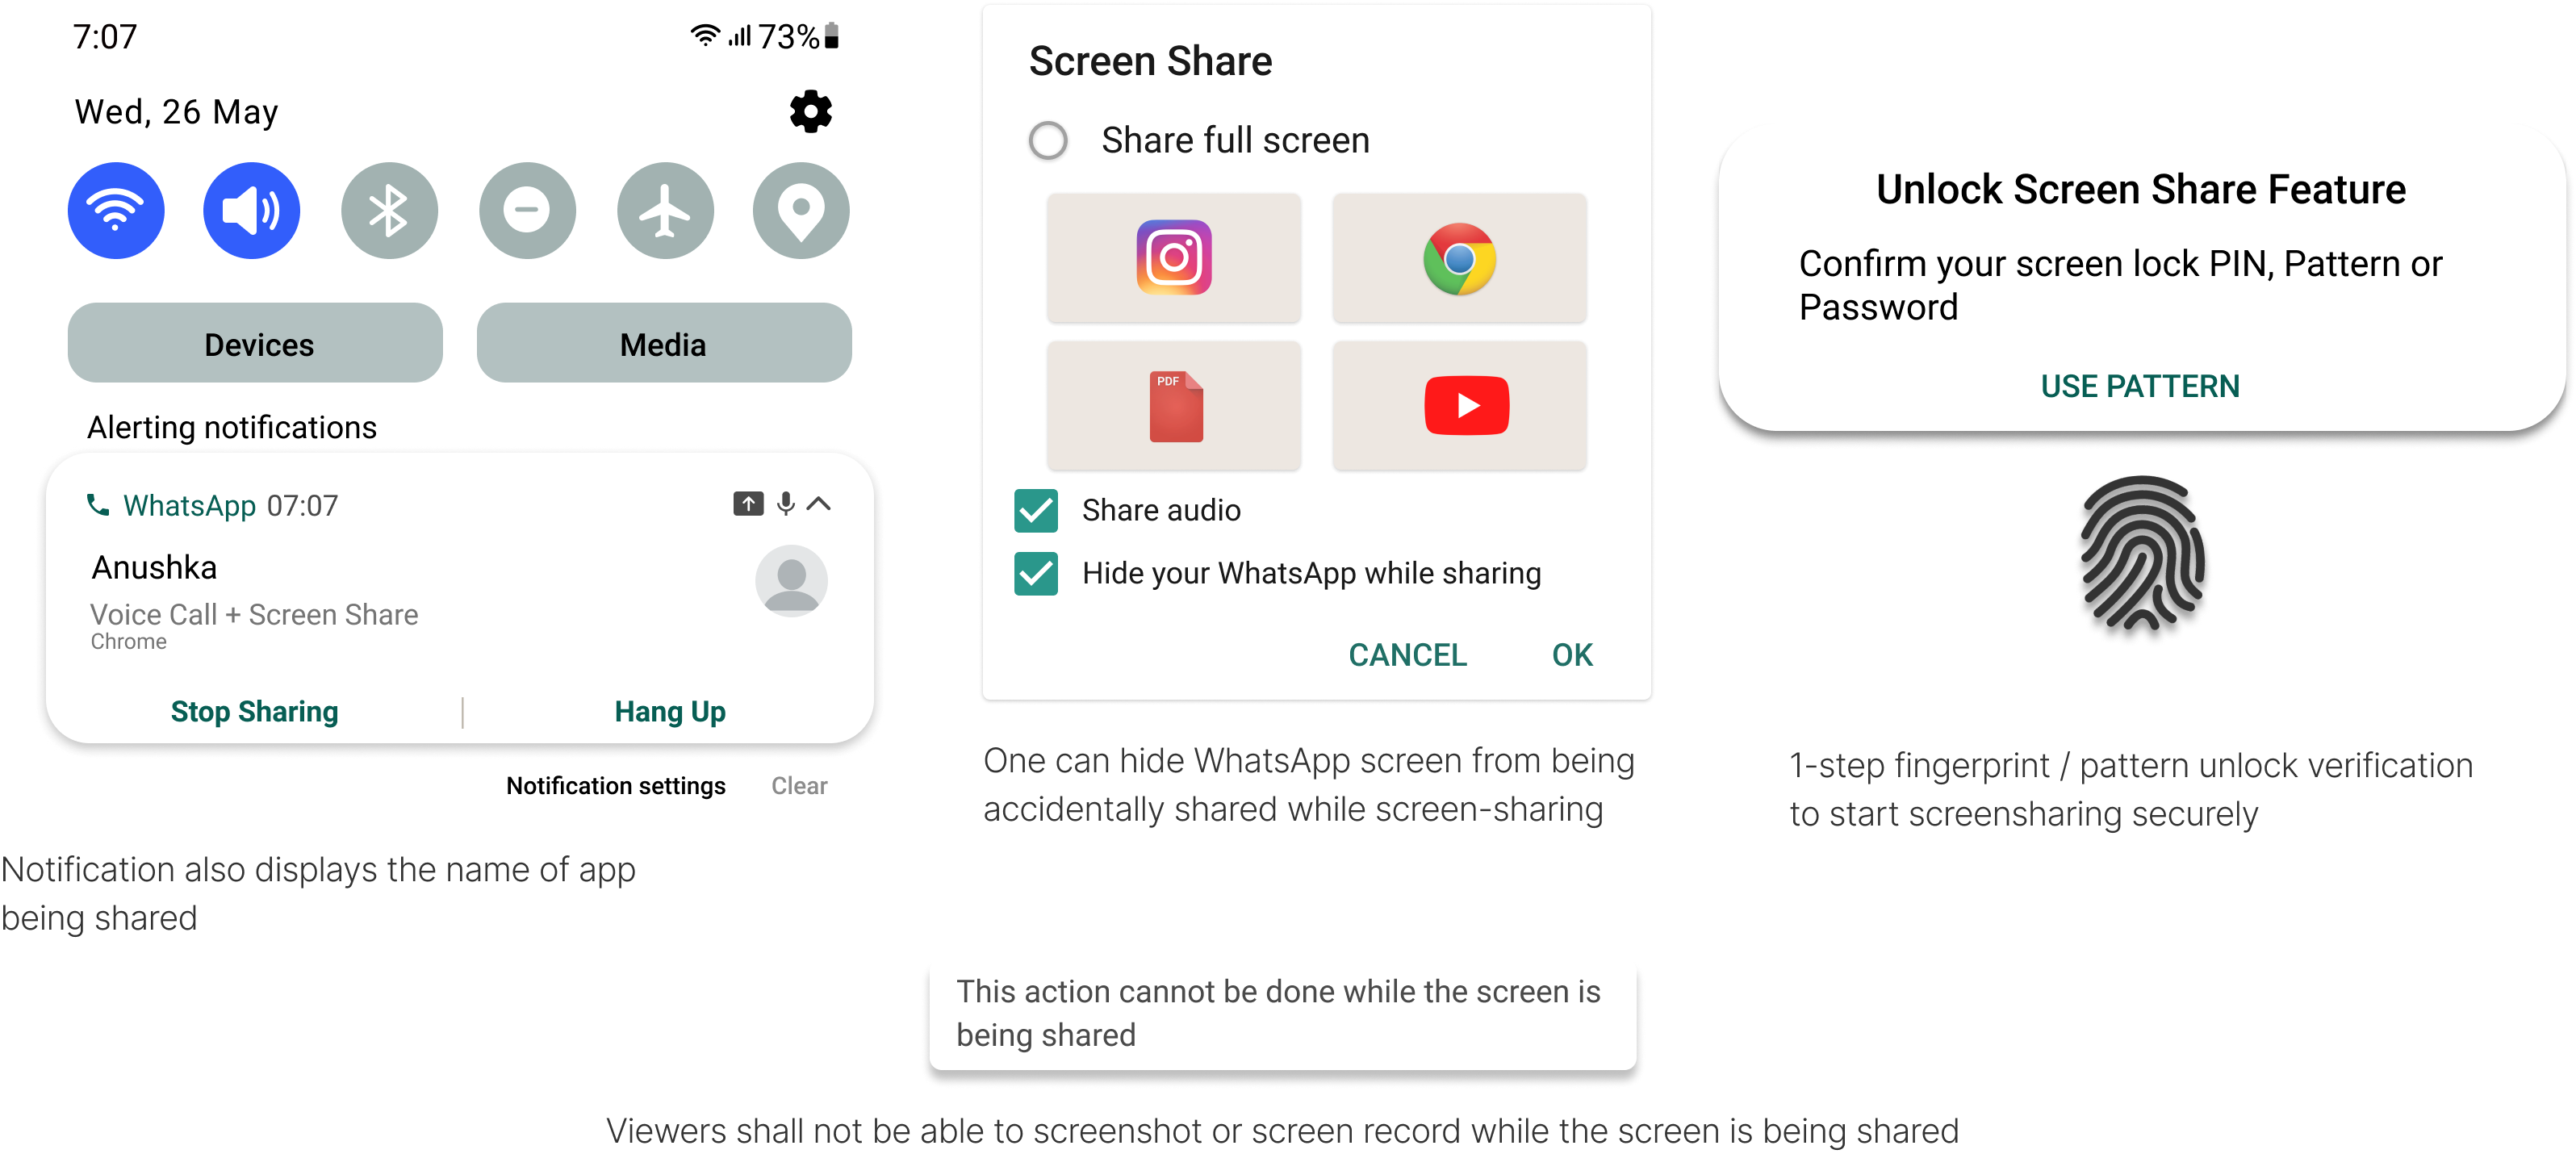 7:07
73%
Wed, 26 May
Devices
Media
Alerting notifications
WhatsApp 07:07
Anushka
Voice Call + Screen Share
Chrome
Stop Sharing
Hang Up
Notification settings
Clear
Notification also displays the name of app
being shared
Screen Share
Share full screen
PDF
Share audio
Hide your WhatsApp while sharing
CANCEL
OK
One can hide WhatsApp screen from being
accidentally shared while screen-sharing
Unlock Screen Share Feature
Confirm your screen lock PIN, Pattern or
Password
USE PATTERN
1-step fingerprint / pattern unlock verification
to start screensharing securely
This action cannot be done while the screen is
being shared
Viewers shall not be able to screenshot or screen record while the screen is being shared